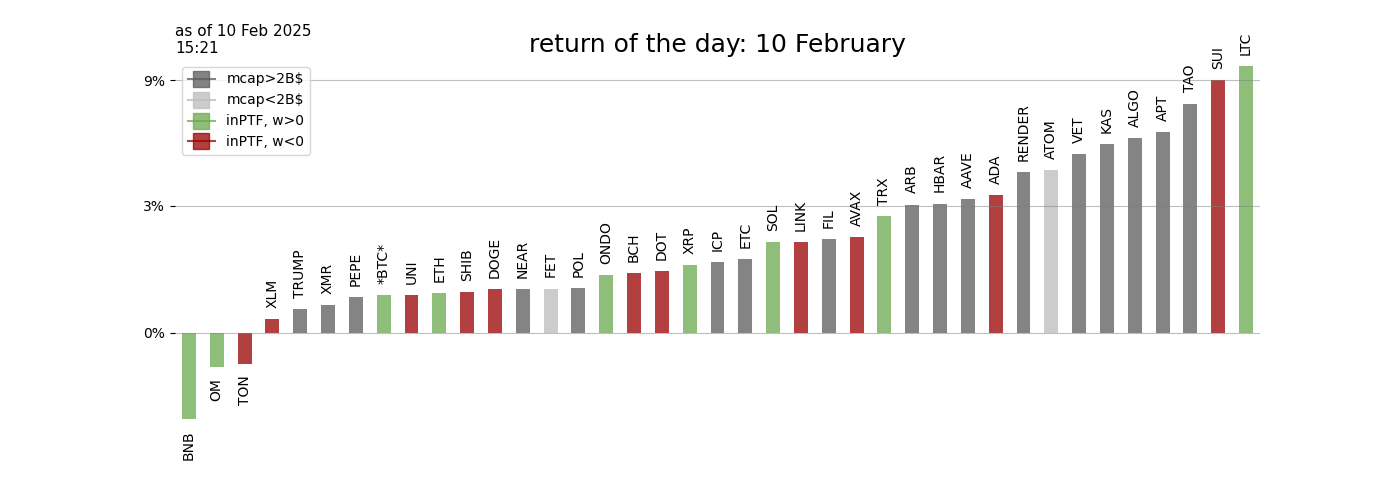 as of 10 Feb 2025
15:21
return of the day: 10 February
mcap>2B$
mcap<2B$
inPTF, w>0
inPTF, w<0
9%
3%
0%
BNB
OM
TON
XLM
TRUMP
XMR
PEPE
*BTC*
UNI
ETH
SHIB
DOGE
NEAR
FET
POL
ONDO
BCH
DOT
XRP
ICP
ETC
SOL
LINK
FIL
AVAX
TRX
ARB
HBAR
AAVE
ADA
RENDER
ATOM
VET
KAS
ALGO
APT
TAO
SUI
LTC